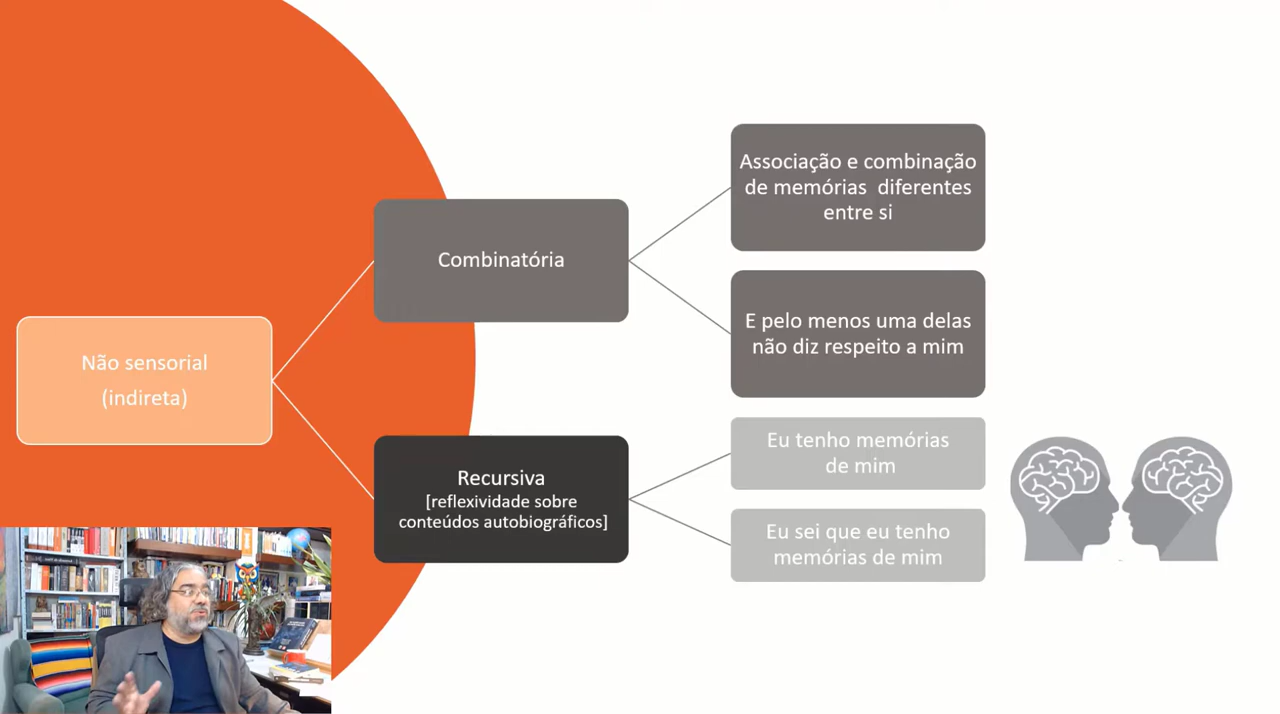 Não sensorial
(indireta)
Combinatória
Associação e combinação
de memórias diferentes
entre si
E pelo menos uma delas
não diz respeito a mim
Recursiva
[reflexividade sobre
conteúdos autobiográficos]
Eu tenho memórias
de mim
Eu sei que eu tenho
memórias de mim